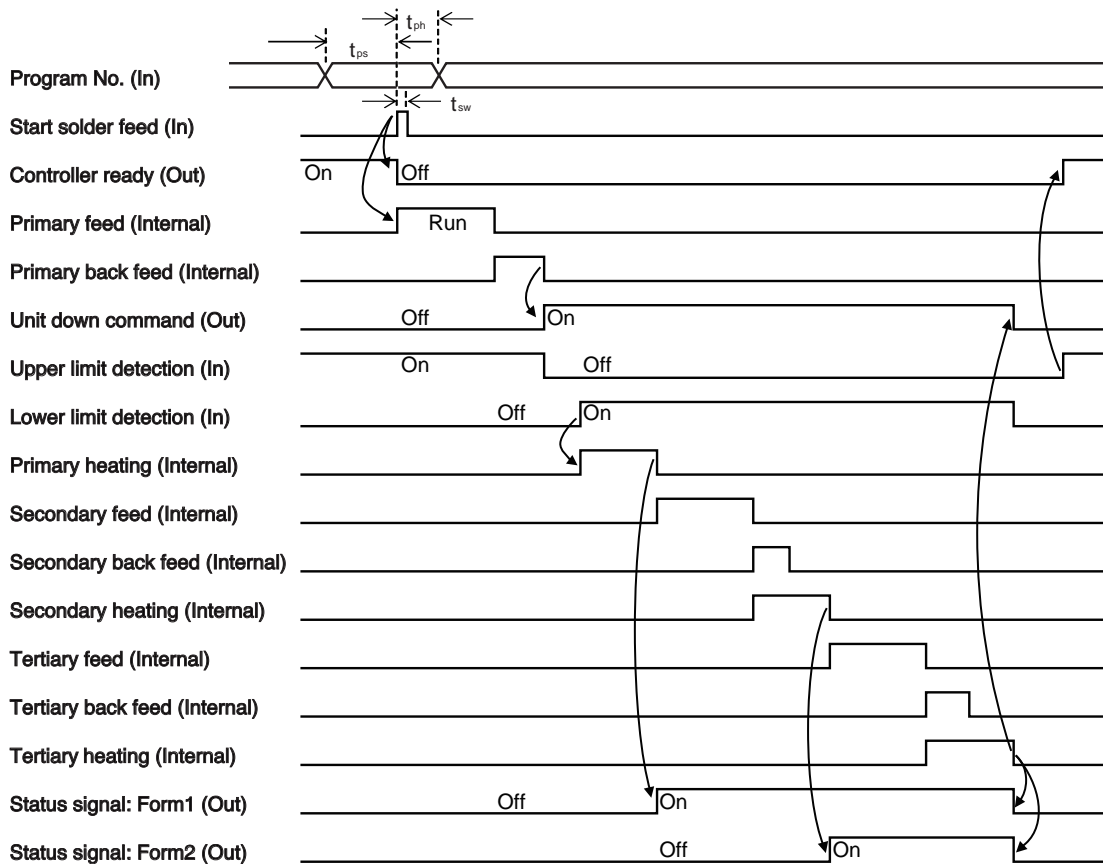 tph
tps
Program No. (In)
tsw
Start solder feed (In)
Controller ready (Out) On Off
Primary feed (Internal) Run
Primary back feed (Internal)
Unit down command (Out) Off On
Upper limit detection (In) On Off
Lower limit detection (In) Off On
Primary heating (Internal)
Secondary feed (Internal)
Secondary back feed (Internal)
Secondary heating (Internal)
Tertiary feed (Internal)
Tertiary back feed (Internal)
Tertiary heating (Internal)
Status signal: Form1 (Out) Off On
Status signal: Form2 (Out) Off On